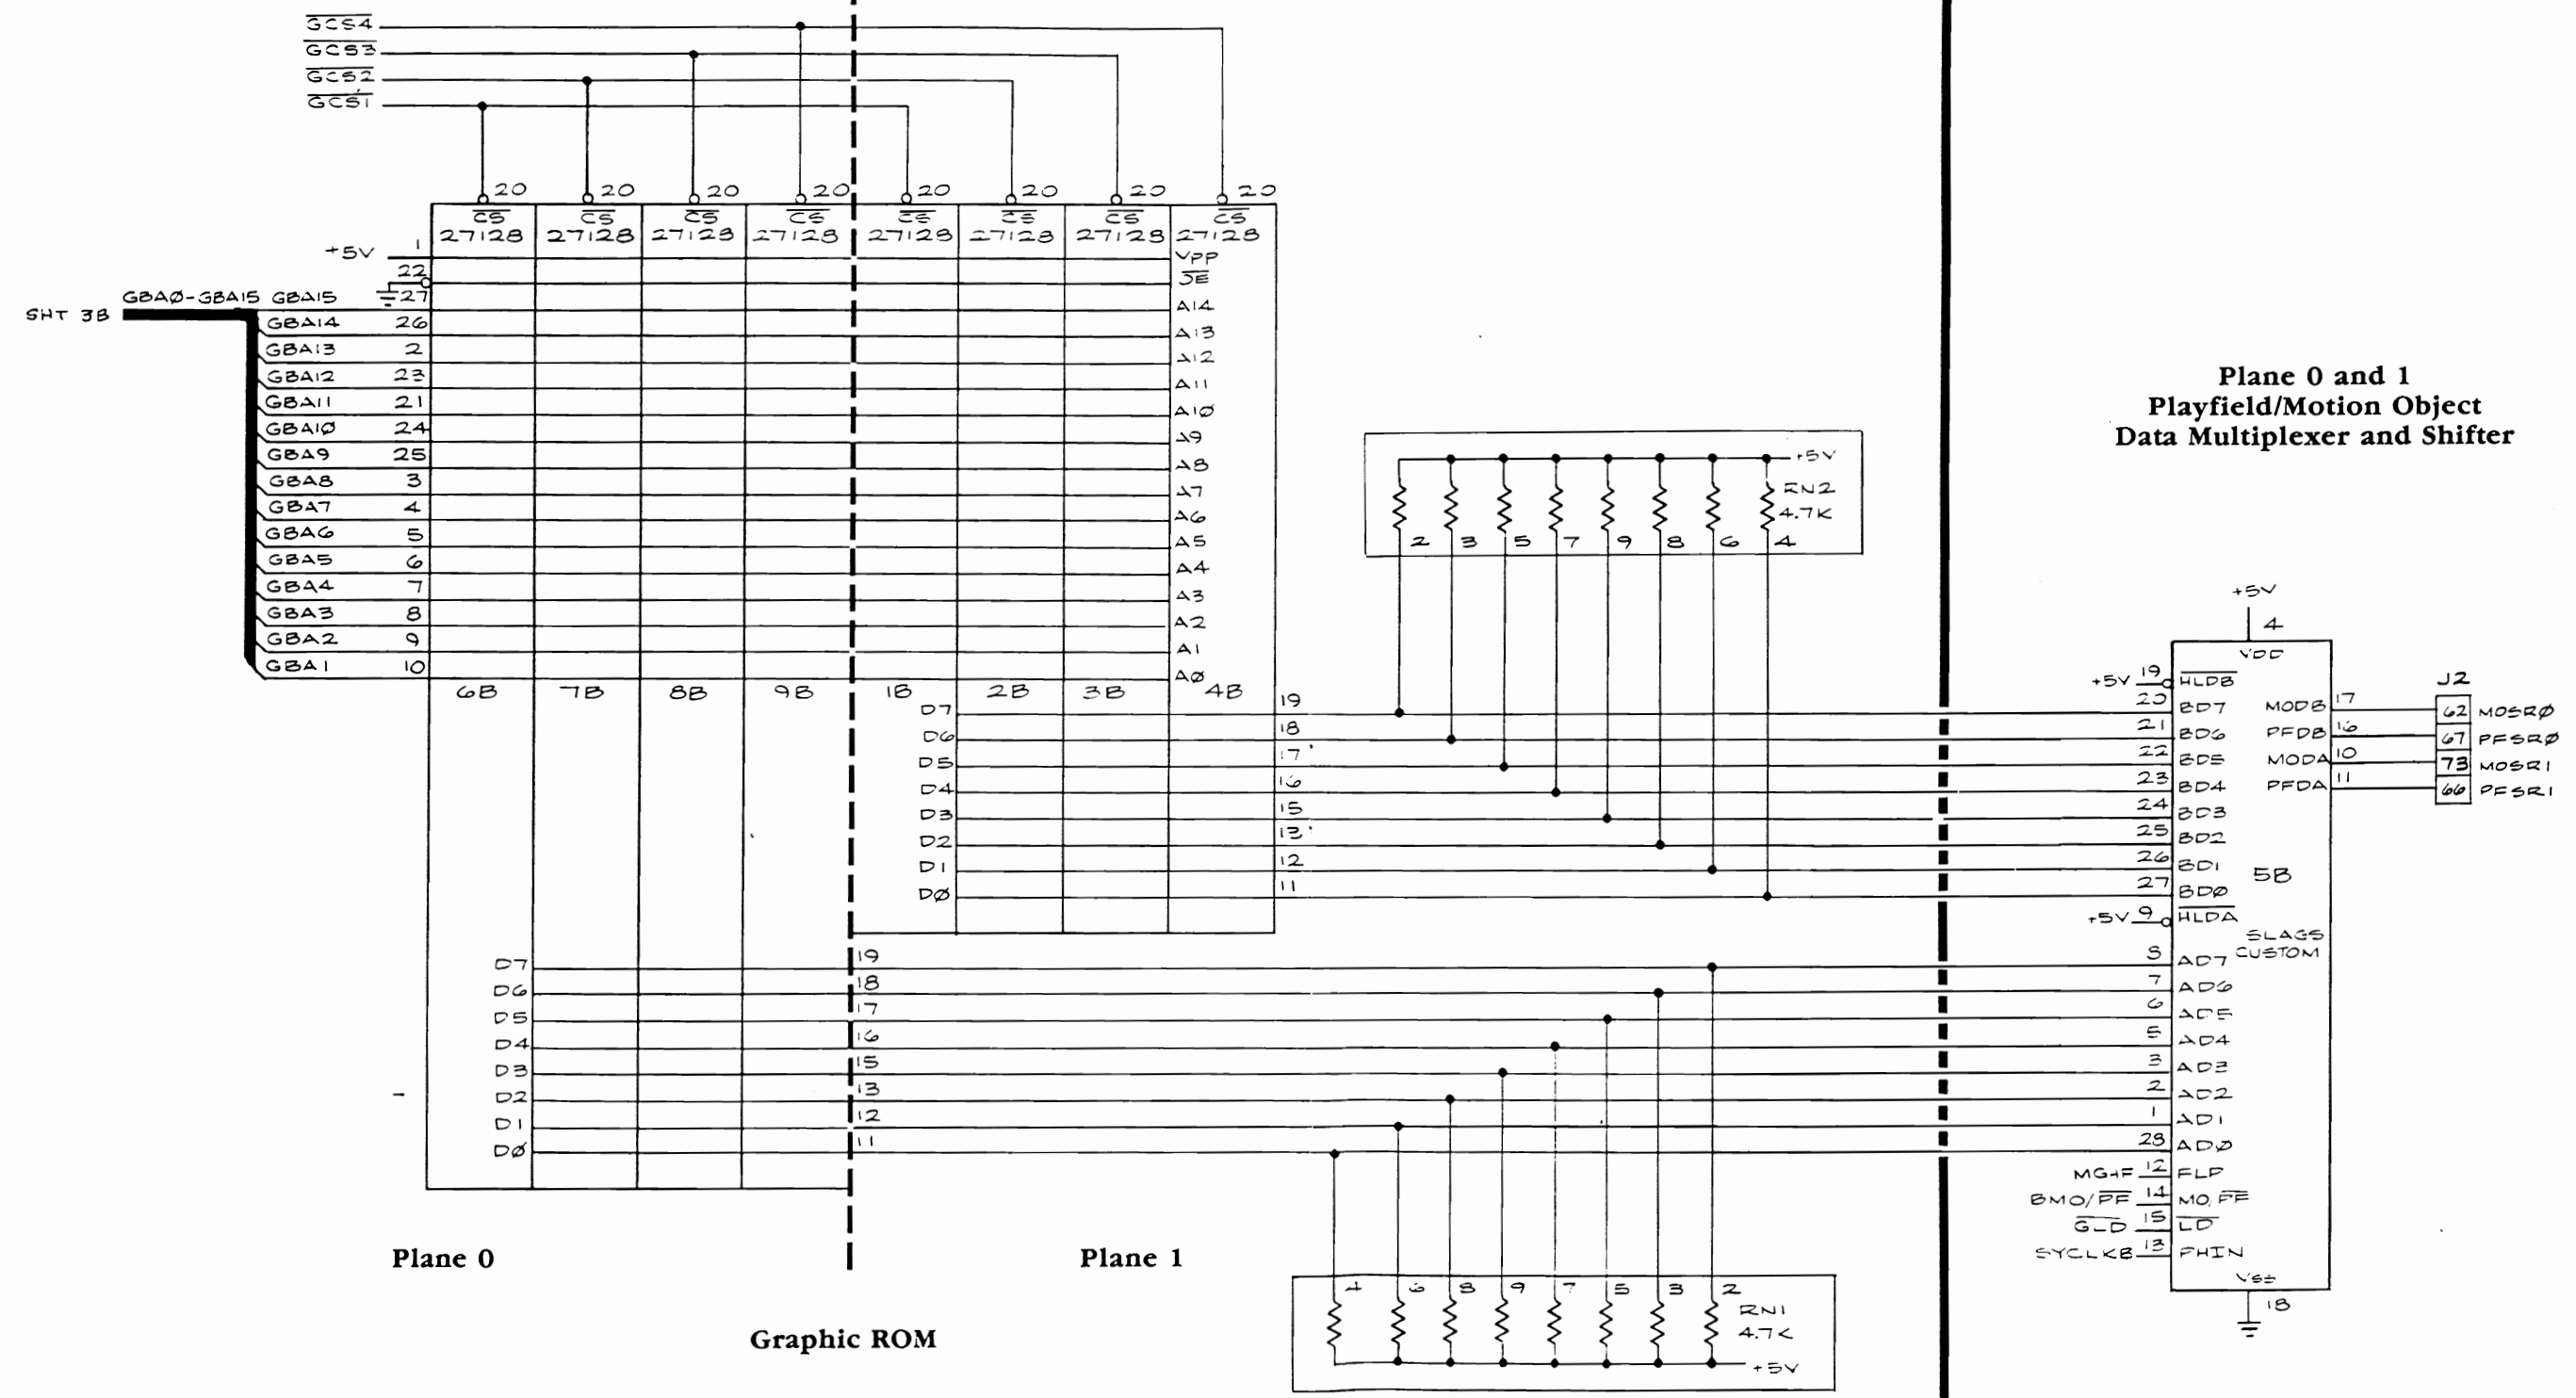 GCS4
GCS3
GCS2
GCS1
20 20 20 20 20 20 20 20
CS CS CS CS CS CS CS CS
27128 27128 27128 27128 27128 27128 27128 27128
+5V 1 VPP
22 OE
SHT 3B GBAØ-GBA15 GBA15 27 A14
GBA14 26 A13
GBA13 2 A12
GBA12 23 A11
GBA11 21 A1Ø
GBA1Ø 24 A9
GBA9 25 A8
GBA8 3 A7
GBA7 4 A6
GBA6 5 A5
GBA5 6 A4
GBA4 7 A3
GBA3 8 A2
GBA2 9 A1
GBA1 10 AØ
6B 7B 8B 9B 1B 2B 3B 4B
D7 19
D6 18
D5 17
D4 16
D3 15
D2 13
D1 12
DØ 11
D7 19
D6 18
D5 17
D4 16
D3 15
D2 13
D1 12
DØ 11
Plane 0
Plane 1
Graphic ROM
+5V
RN2
4.7K
2 3 5 7 9 8 6 4
4 6 8 9 7 5 3 2
RN1
4.7K
+5V
Plane 0 and 1
Playfield/Motion Object
Data Multiplexer and Shifter
+5V
4
VDD
+5V 19 HLDB
20 BD7
21 BD6
22 BD5
23 BD4
24 BD3
25 BD2
26 BD1
27 BDØ
+5V 9 HLDA
8 AD7
7 AD6
6 AD5
5 AD4
3 AD3
2 AD2
1 AD1
28 ADØ
MGHF 12 FLP
BMO/PF 14 MO/PF
GLD 15 LD
SYCLKB 13 PHIN
VSS
18
5B
SLAGS
CUSTOM
J2
MODB 17 62 MOSRØ
PFDB 16 67 PFSRØ
MODA 10 73 MOSR1
PFDA 11 66 PFSR1